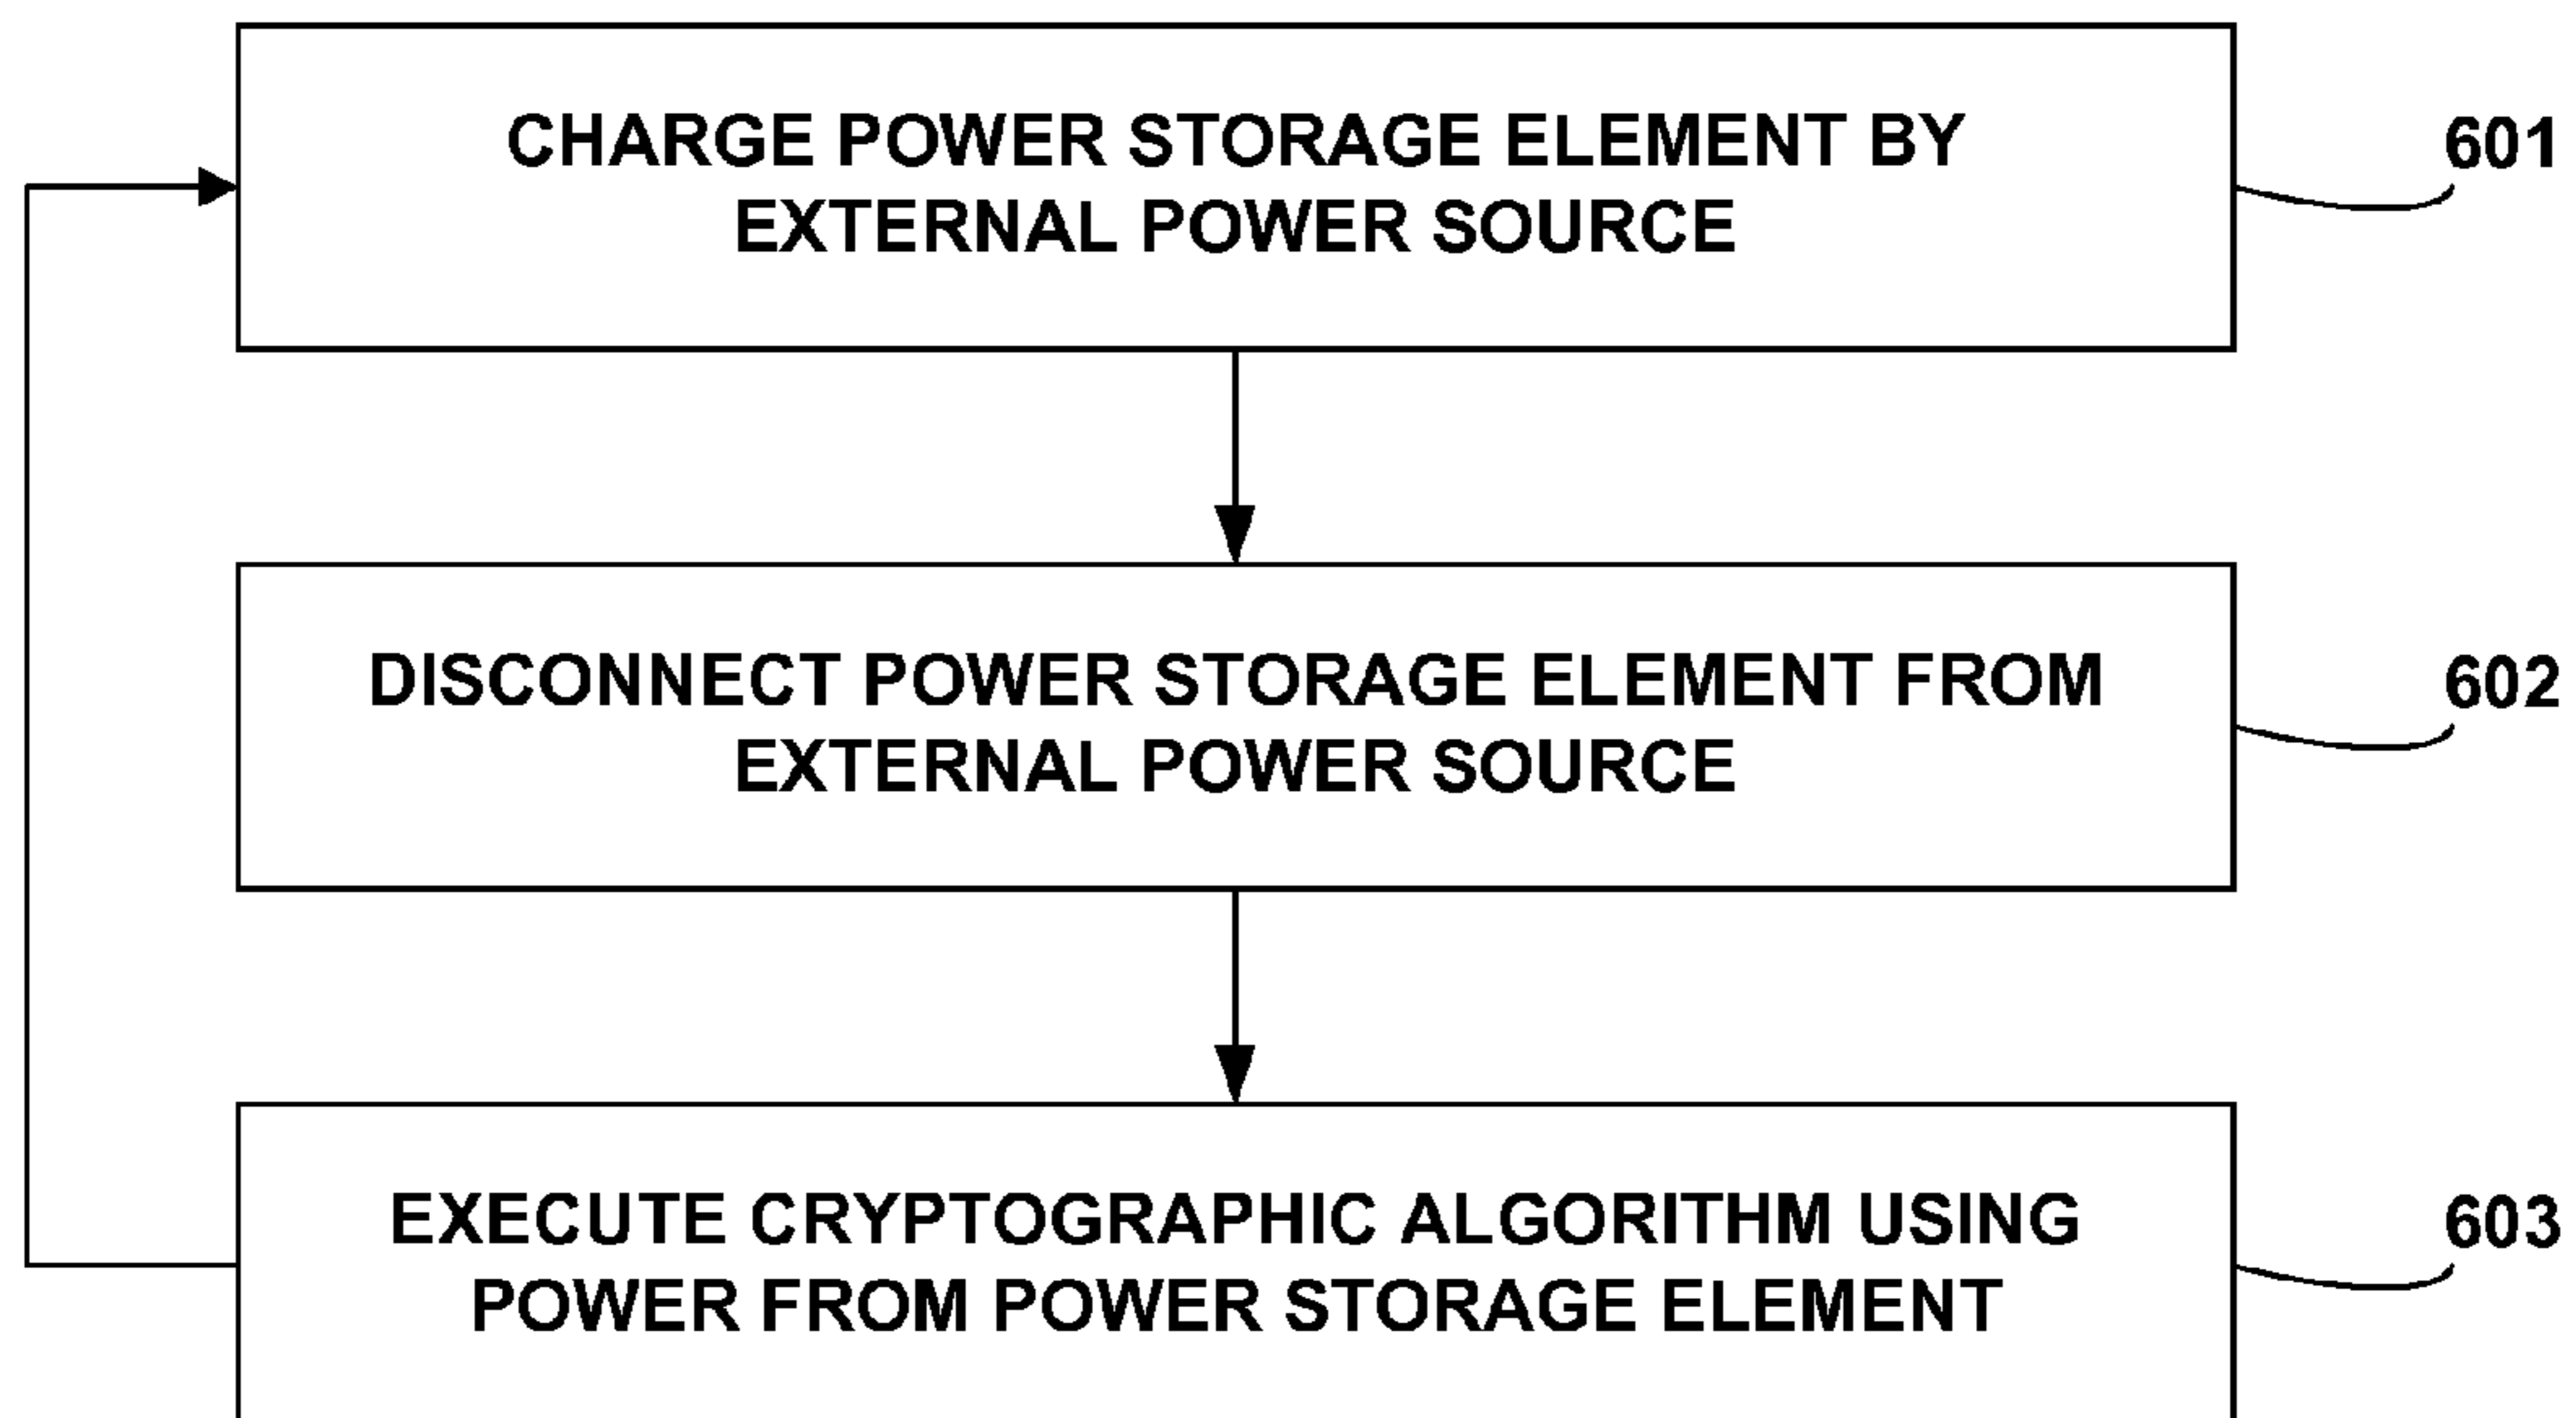 CHARGE POWER STORAGE ELEMENT BY
EXTERNAL POWER SOURCE
601
DISCONNECT POWER STORAGE ELEMENT FROM
EXTERNAL POWER SOURCE
602
EXECUTE CRYPTOGRAPHIC ALGORITHM USING
POWER FROM POWER STORAGE ELEMENT
603